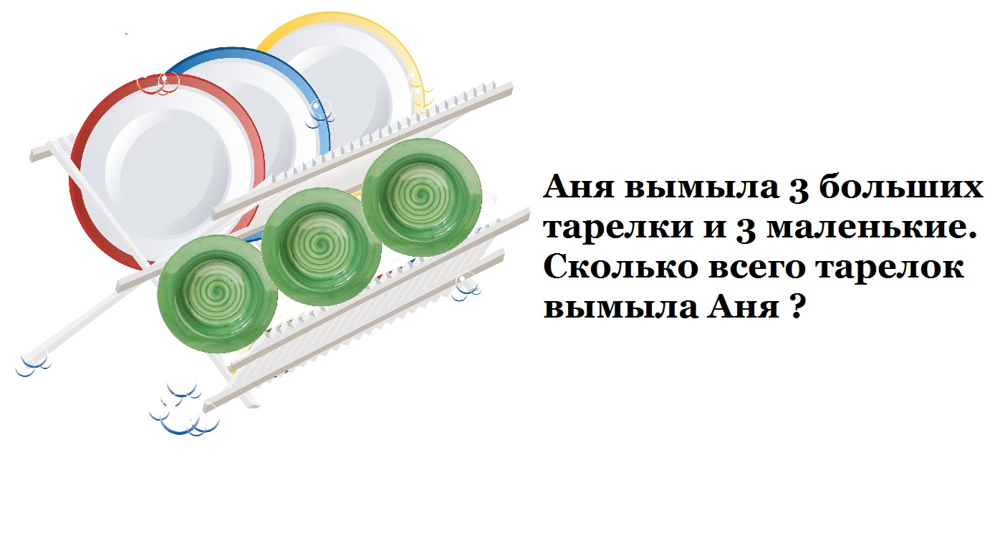 Аня вымыла 3 больших
тарелки и 3 маленькие.
Сколько всего тарелок
вымыла Аня ?